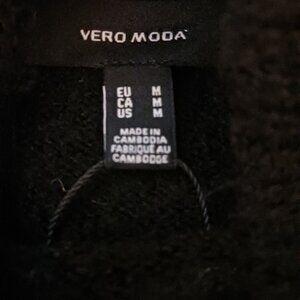 VERO MODA
EU M
CA M
US M
MADE IN
CAMBODIA
FABRIQUÉ AU
CAMBODGE